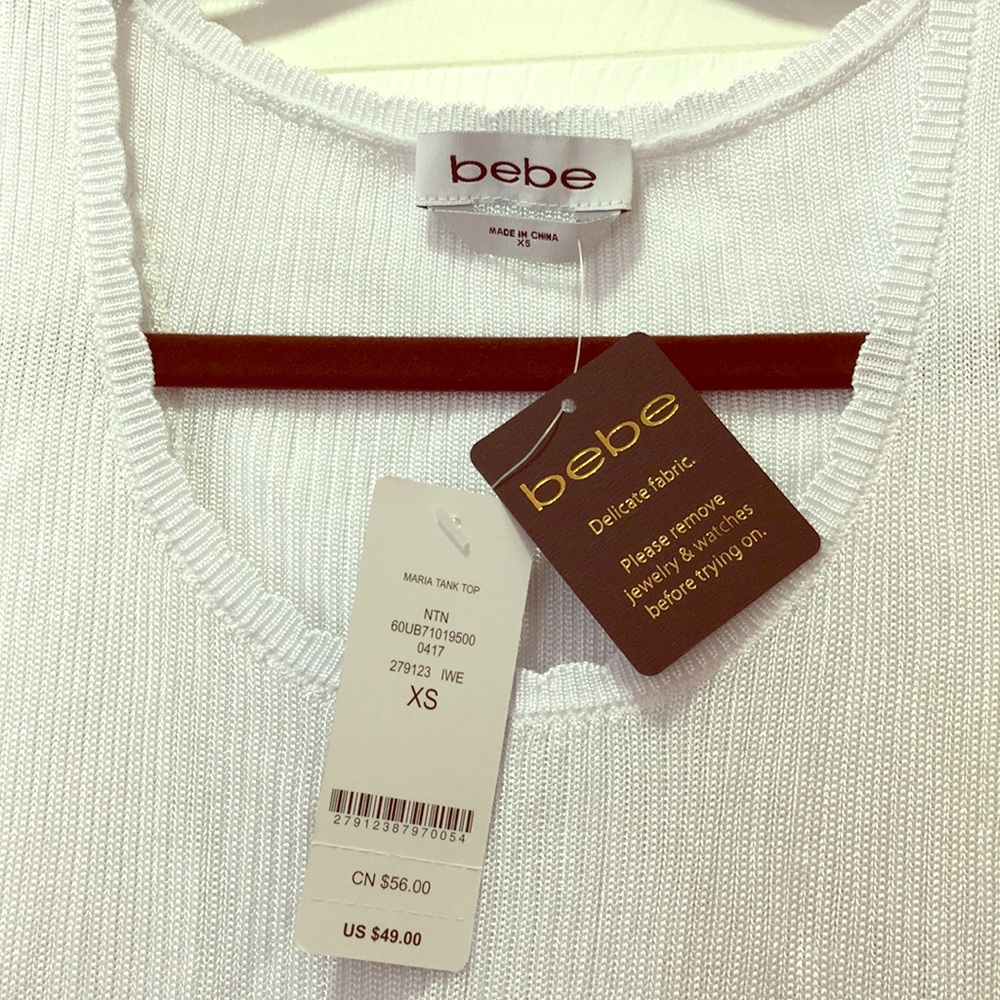 bebe
MADE IN CHINA
XS
bebe
Delicate fabric.
Please remove
jewelry & watches
before trying on.
MARIA TANK TOP
NTN
60UB71019500
0417
279123 IWE
XS
27912387970054
CN $56.00
US $49.00